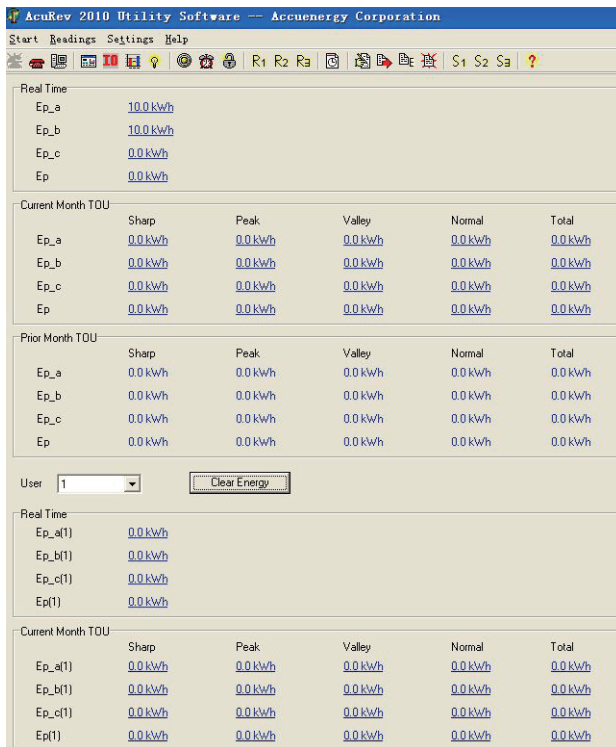 AcuRev 2010 Utility Software -- Accuenergy Corporation
Start Readings Settings Help
IO R1 R2 R3 E S1 S2 S3 ?
Real Time
Ep_a 10.0 kWh
Ep_b 10.0 kWh
Ep_c 0.0 kWh
Ep 0.0 kWh
Current Month TOU
Sharp Peak Valley Normal Total
Ep_a 0.0 kWh 0.0 kWh 0.0 kWh 0.0 kWh 0.0 kWh
Ep_b 0.0 kWh 0.0 kWh 0.0 kWh 0.0 kWh 0.0 kWh
Ep_c 0.0 kWh 0.0 kWh 0.0 kWh 0.0 kWh 0.0 kWh
Ep 0.0 kWh 0.0 kWh 0.0 kWh 0.0 kWh 0.0 kWh
Prior Month TOU
Sharp Peak Valley Normal Total
Ep_a 0.0 kWh 0.0 kWh 0.0 kWh 0.0 kWh 0.0 kWh
Ep_b 0.0 kWh 0.0 kWh 0.0 kWh 0.0 kWh 0.0 kWh
Ep_c 0.0 kWh 0.0 kWh 0.0 kWh 0.0 kWh 0.0 kWh
Ep 0.0 kWh 0.0 kWh 0.0 kWh 0.0 kWh 0.0 kWh
User 1 Clear Energy
Real Time
Ep_a(1) 0.0 kWh
Ep_b(1) 0.0 kWh
Ep_c(1) 0.0 kWh
Ep(1) 0.0 kWh
Current Month TOU
Sharp Peak Valley Normal Total
Ep_a(1) 0.0 kWh 0.0 kWh 0.0 kWh 0.0 kWh 0.0 kWh
Ep_b(1) 0.0 kWh 0.0 kWh 0.0 kWh 0.0 kWh 0.0 kWh
Ep_c(1) 0.0 kWh 0.0 kWh 0.0 kWh 0.0 kWh 0.0 kWh
Ep(1) 0.0 kWh 0.0 kWh 0.0 kWh 0.0 kWh 0.0 kWh